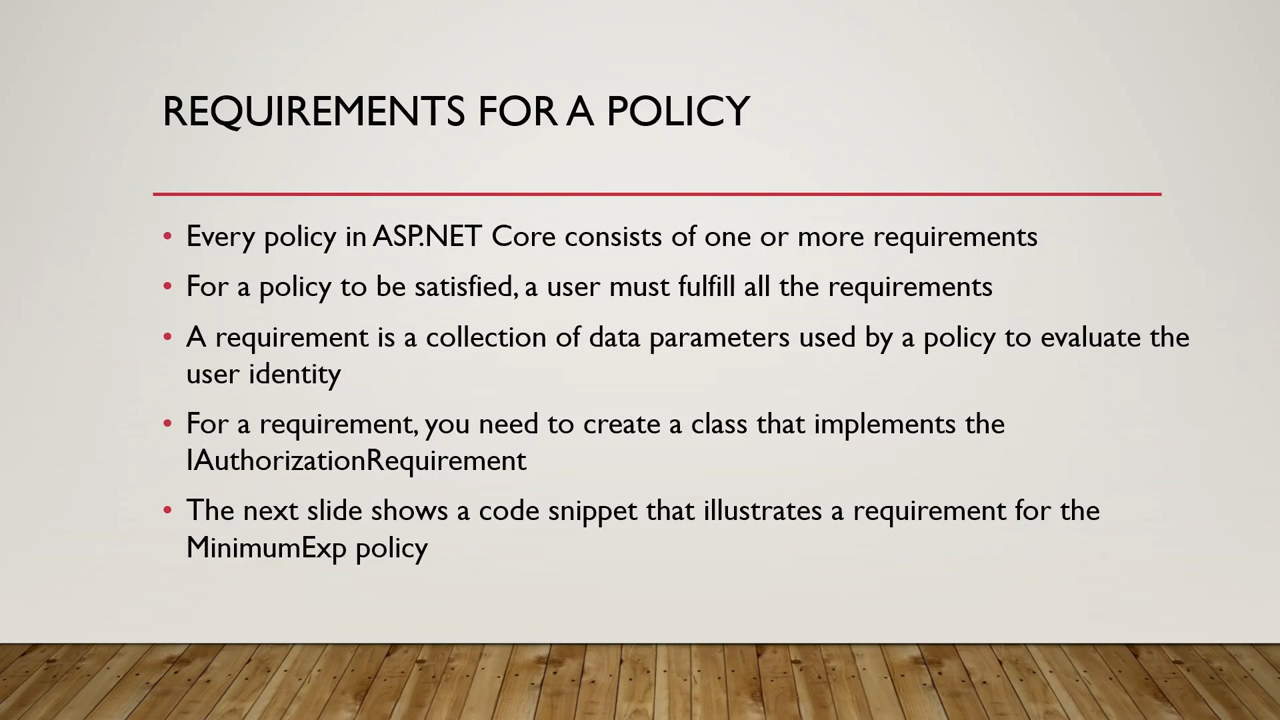 REQUIREMENTS FOR A POLICY
• Every policy in ASP.NET Core consists of one or more requirements
• For a policy to be satisfied, a user must fulfill all the requirements
• A requirement is a collection of data parameters used by a policy to evaluate the
user identity
• For a requirement, you need to create a class that implements the
IAuthorizationRequirement
• The next slide shows a code snippet that illustrates a requirement for the
MinimumExp policy